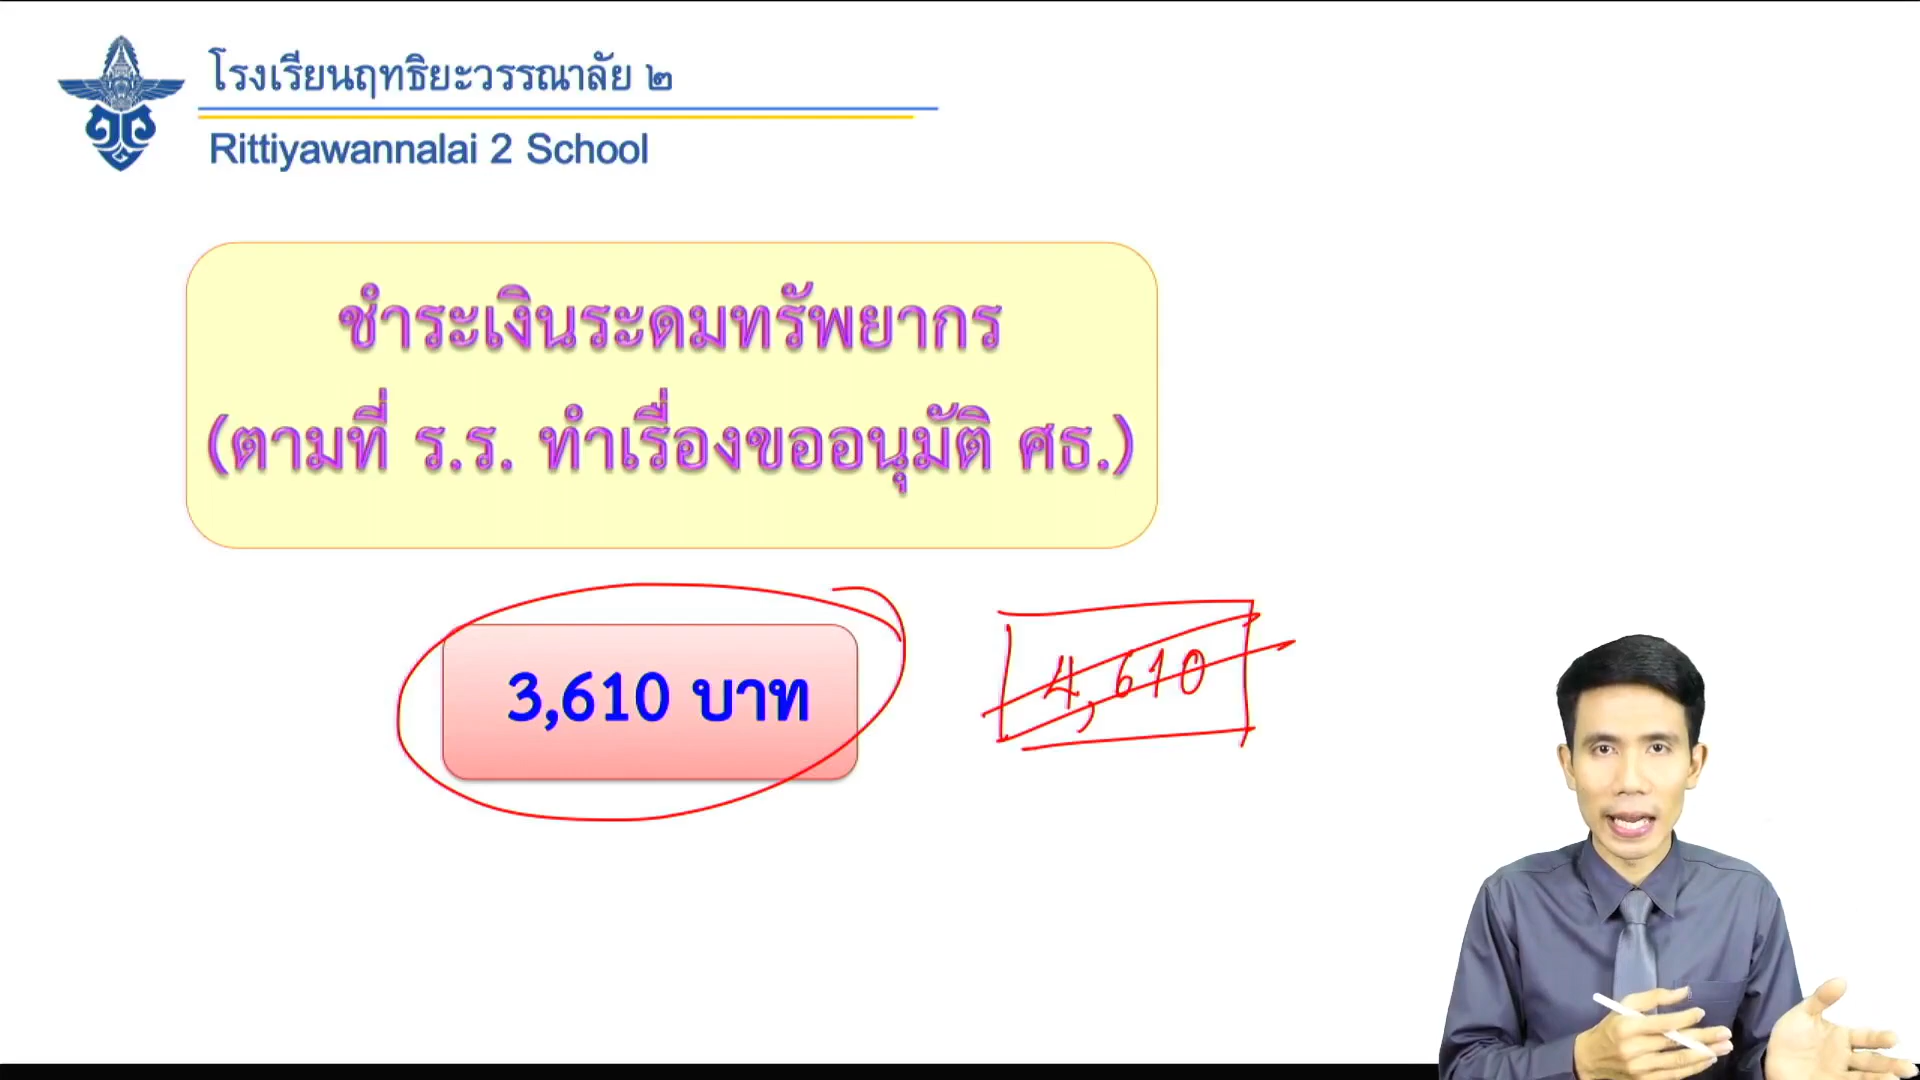 โรงเรียนฤทธิยะวรรณาลัย ๒
Rittiyawannalai 2 School
ชำระเงินระดมทรัพยากร
(ตามที่ ร.ร. ทำเรื่องขออนุมัติ ศธ.)
3,610 บาท
4,610